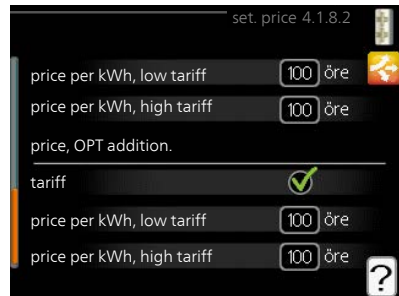 set. price 4.1.8.2
price per kWh, low tariff 100 öre
price per kWh, high tariff 100 öre
price, OPT addition.
tariff
price per kWh, low tariff 100 öre
price per kWh, high tariff 100 öre
?